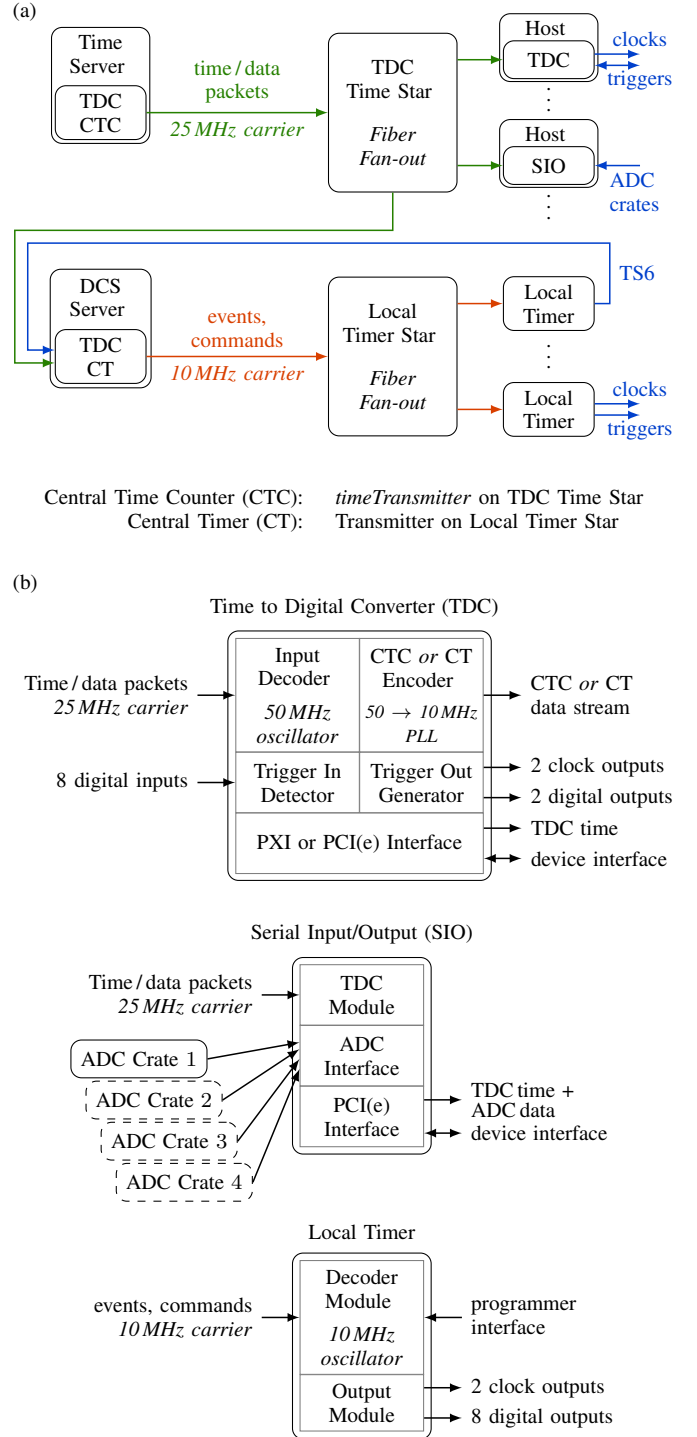 (a)
Time
Server
TDC
CTC
time / data
packets
25 MHz carrier
TDC
Time Star
Fiber
Fan-out
Host
TDC
clocks
triggers
Host
SIO
ADC
crates
DCS
Server
TDC
CT
events,
commands
10 MHz carrier
Local
Timer Star
Fiber
Fan-out
Local
Timer
TS6
Local
Timer
clocks
triggers
Central Time Counter (CTC): timeTransmitter on TDC Time Star
Central Timer (CT): Transmitter on Local Timer Star
(b)
Time to Digital Converter (TDC)
Time / data packets
25 MHz carrier
8 digital inputs
Input
Decoder
50 MHz
oscillator
CTC or CT
Encoder
50 → 10 MHz
PLL
Trigger In
Detector
Trigger Out
Generator
PXI or PCI(e) Interface
CTC or CT
data stream
2 clock outputs
2 digital outputs
TDC time
device interface
Serial Input/Output (SIO)
Time / data packets
25 MHz carrier
ADC Crate 1
ADC Crate 2
ADC Crate 3
ADC Crate 4
TDC
Module
ADC
Interface
PCI(e)
Interface
TDC time +
ADC data
device interface
Local Timer
events, commands
10 MHz carrier
Decoder
Module
10 MHz
oscillator
Output
Module
programmer
interface
2 clock outputs
8 digital outputs